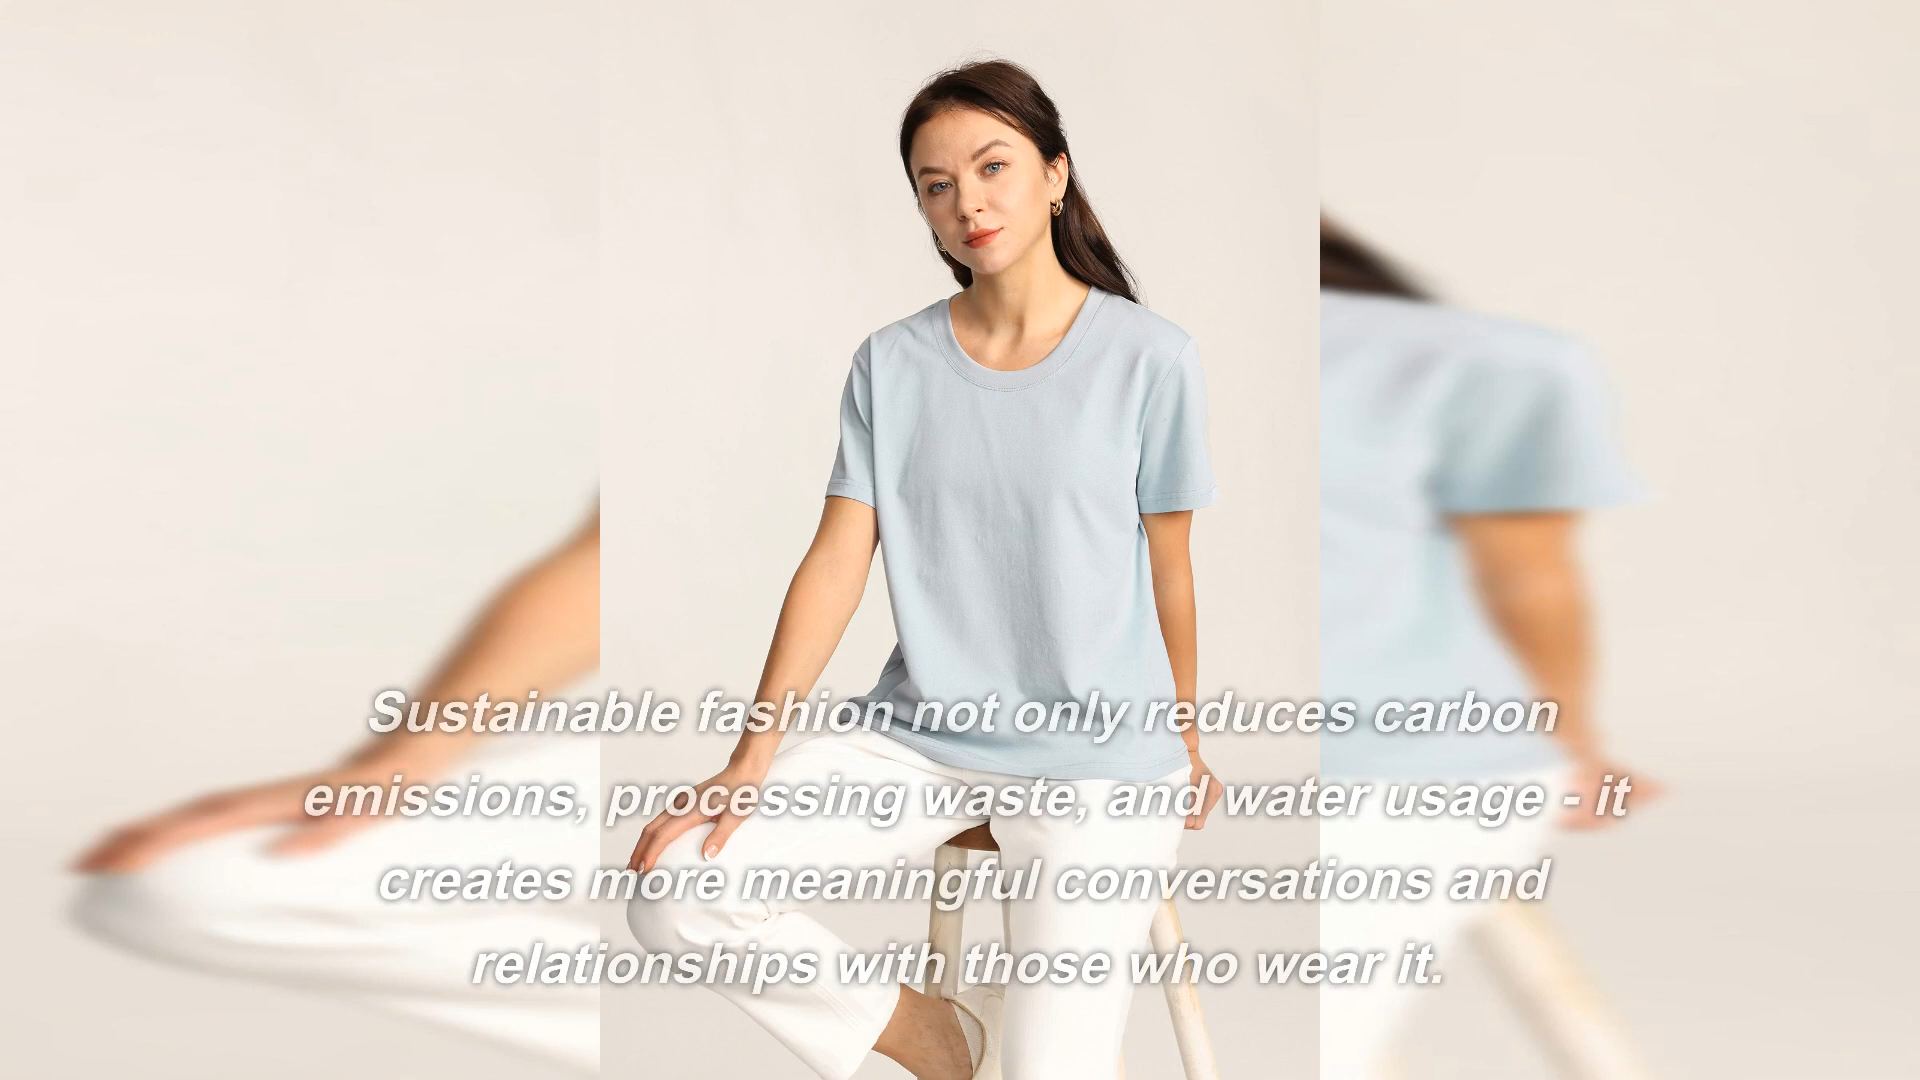 Sustainable fashion not only reduces carbon
emissions, processing waste, and water usage - it
creates more meaningful conversations and
relationships with those who wear it.